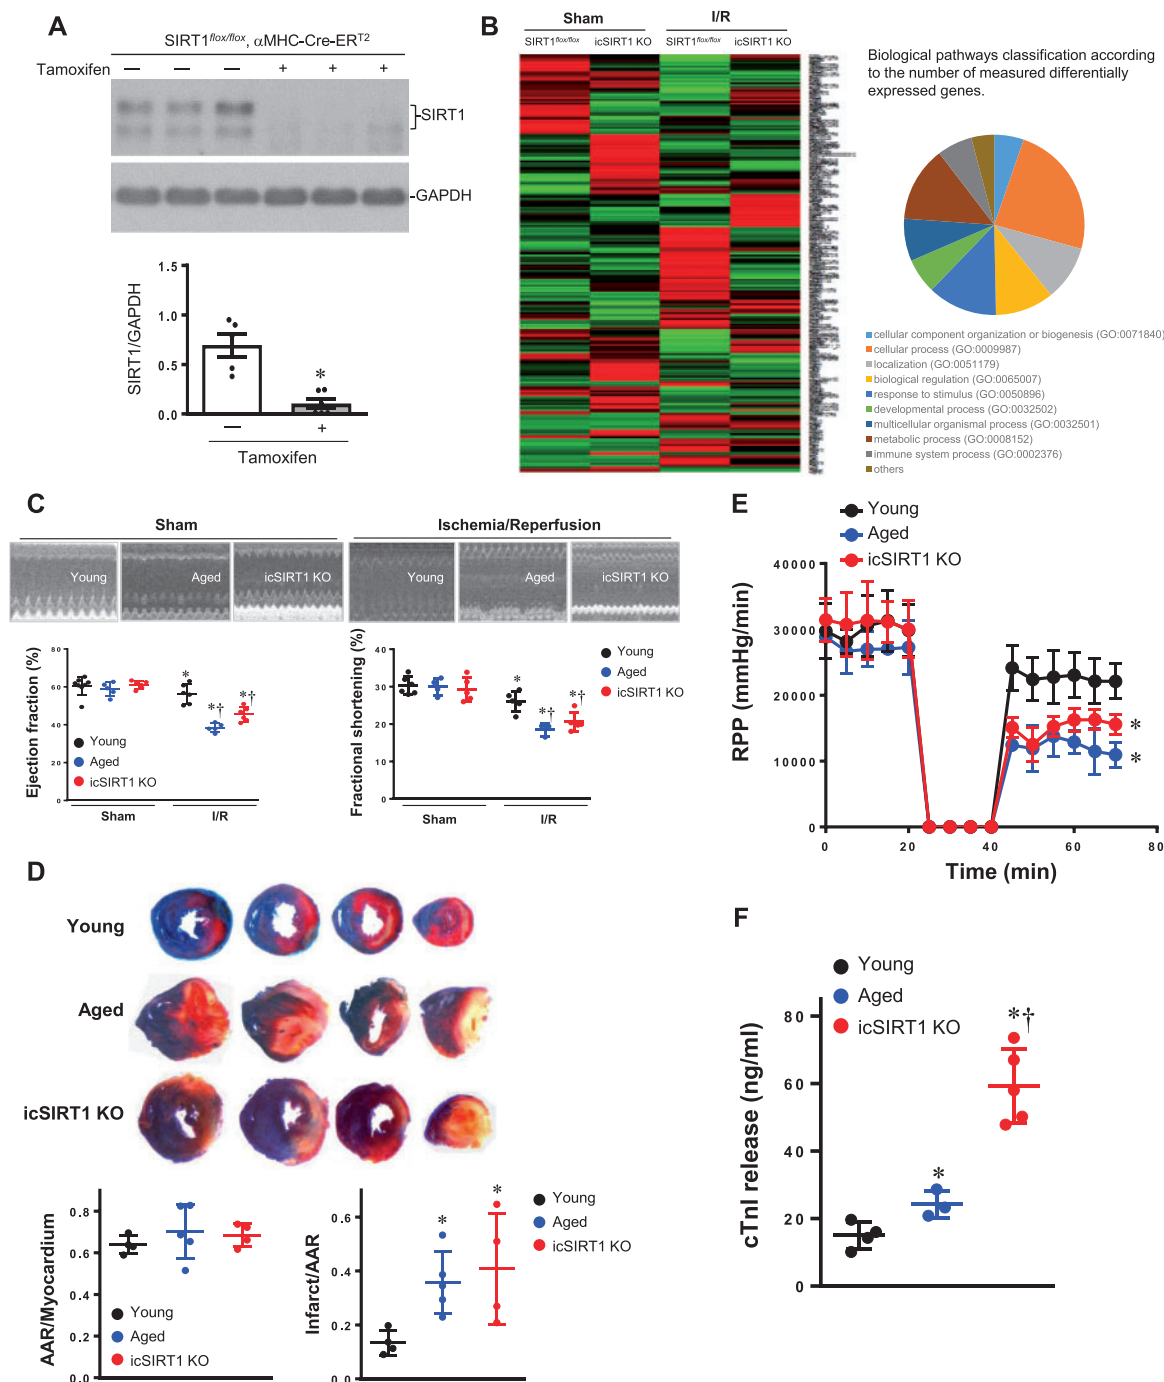 A
SIRT1flox/flox, αMHC-Cre-ERT2
Tamoxifen — — — + + +
SIRT1
GAPDH
SIRT1/GAPDH
1.5
1.0
0.5
0.0
*
— +
Tamoxifen
B
Sham I/R
SIRT1flox/flox icSIRT1 KO SIRT1flox/flox icSIRT1 KO
Biological pathways classification according
to the number of measured differentially
expressed genes.
cellular component organization or biogenesis (GO:0071840)
cellular process (GO:0009987)
localization (GO:0051179)
biological regulation (GO:0065007)
response to stimulus (GO:0050896)
developmental process (GO:0032502)
multicellular organismal process (GO:0032501)
metabolic process (GO:0008152)
immune system process (GO:0002376)
others
C
Sham Ischemia/Reperfusion
Young Aged icSIRT1 KO Young Aged icSIRT1 KO
Ejection fraction (%)
80
60
40
20
0
* *† *†
Young
Aged
icSIRT1 KO
Sham I/R
Fractional shortening (%)
40
30
20
10
0
* *† *†
Young
Aged
icSIRT1 KO
Sham I/R
D
Young
Aged
icSIRT1 KO
AAR/Myocardium
0.8
0.6
0.4
0.2
0.0
Young
Aged
icSIRT1 KO
Infarct/AAR
0.6
0.4
0.2
0.0
* *
Young
Aged
icSIRT1 KO
E
Young
Aged
icSIRT1 KO
RPP (mmHg/min)
40000
30000
20000
10000
0
*
*
0 20 40 60 80
Time (min)
F
Young
Aged
icSIRT1 KO
cTnI release (ng/ml)
80
60
40
20
0
* *†